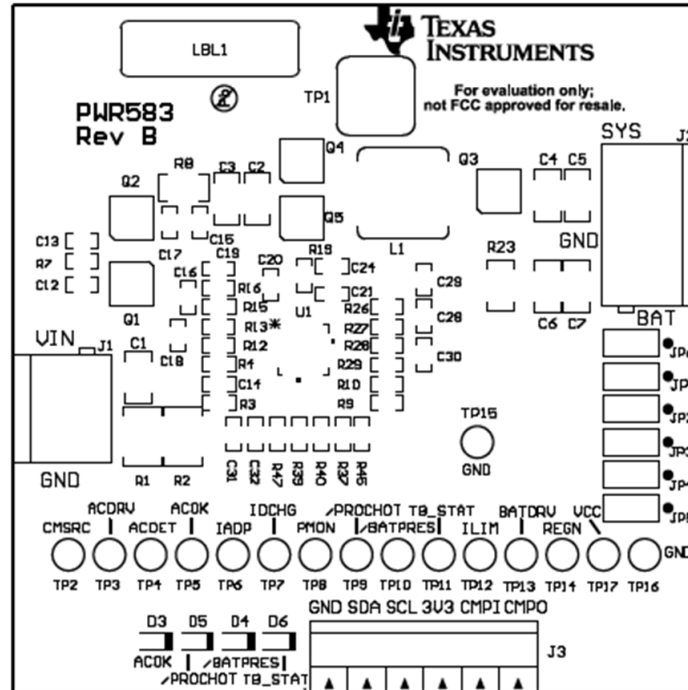 LBL1
TEXAS
INSTRUMENTS
TP1
For evaluation only;
not FCC approved for resale.
PWR583
Rev B
SYS
Q4
Q3
C4 C5
R8
C3 C2
Q2
Q5
GND
L1
C13
R7
C12
C17
C15
C19
C20
R19
C24
R23
C16
R16
C21
C29
R15
U1
R26
Q1
R13
R27
C28
C6 C7
BAT
VIN
J1
C1
C18
R12
R28
R4
R29
C30
C14
R10
R3
R9
TP15
GND
GND
R1 R2
C31 C32 R47 R39 R40 R37
ACDRV ACOK IDCHG /PROCHOT TB_STAT BATDRV VCC
CMSRC ACDET IADP PMON /BATPRES ILIM REGN
GND
TP2 TP3 TP4 TP5 TP6 TP7 TP8 TP9 TP10 TP11 TP12 TP13 TP14 TP17 TP16
GND SDA SCL 3V3 CMPI CMPO
D3 D5 D4 D6
J3
ACOK /BATPRES
/PROCHOT TB_STAT